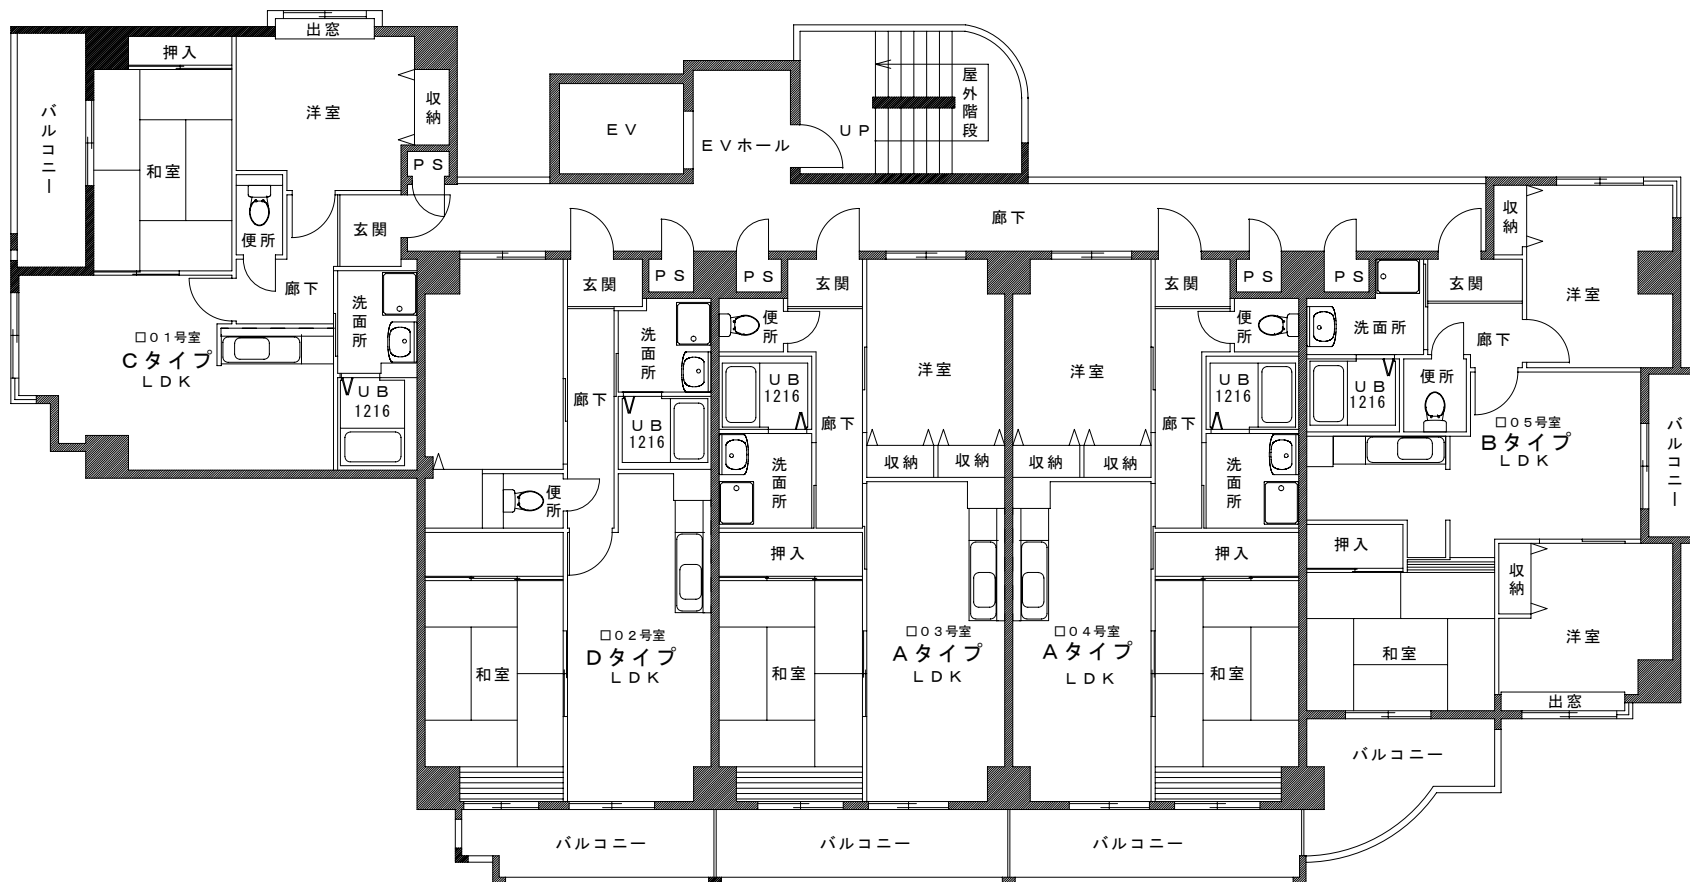 出窓
押入
バルコニー
洋室
収納
和室
PS
便所
玄関
廊下
洗面所
□01号室
Cタイプ
LDK
UB
1216
EV
EVホール
UP
屋外階段
廊下
玄関
PS
洗面所
廊下
UB
1216
便所
□02号室
Dタイプ
LDK
和室
バルコニー
PS
玄関
便所
UB
1216
洋室
廊下
収納
収納
洗面所
押入
□03号室
Aタイプ
LDK
和室
バルコニー
玄関
PS
便所
洋室
UB
1216
廊下
収納
収納
洗面所
押入
□04号室
Aタイプ
LDK
和室
バルコニー
収納
PS
玄関
洋室
洗面所
廊下
UB
1216
便所
□05号室
Bタイプ
LDK
バルコニー
押入
収納
洋室
和室
出窓
バルコニー